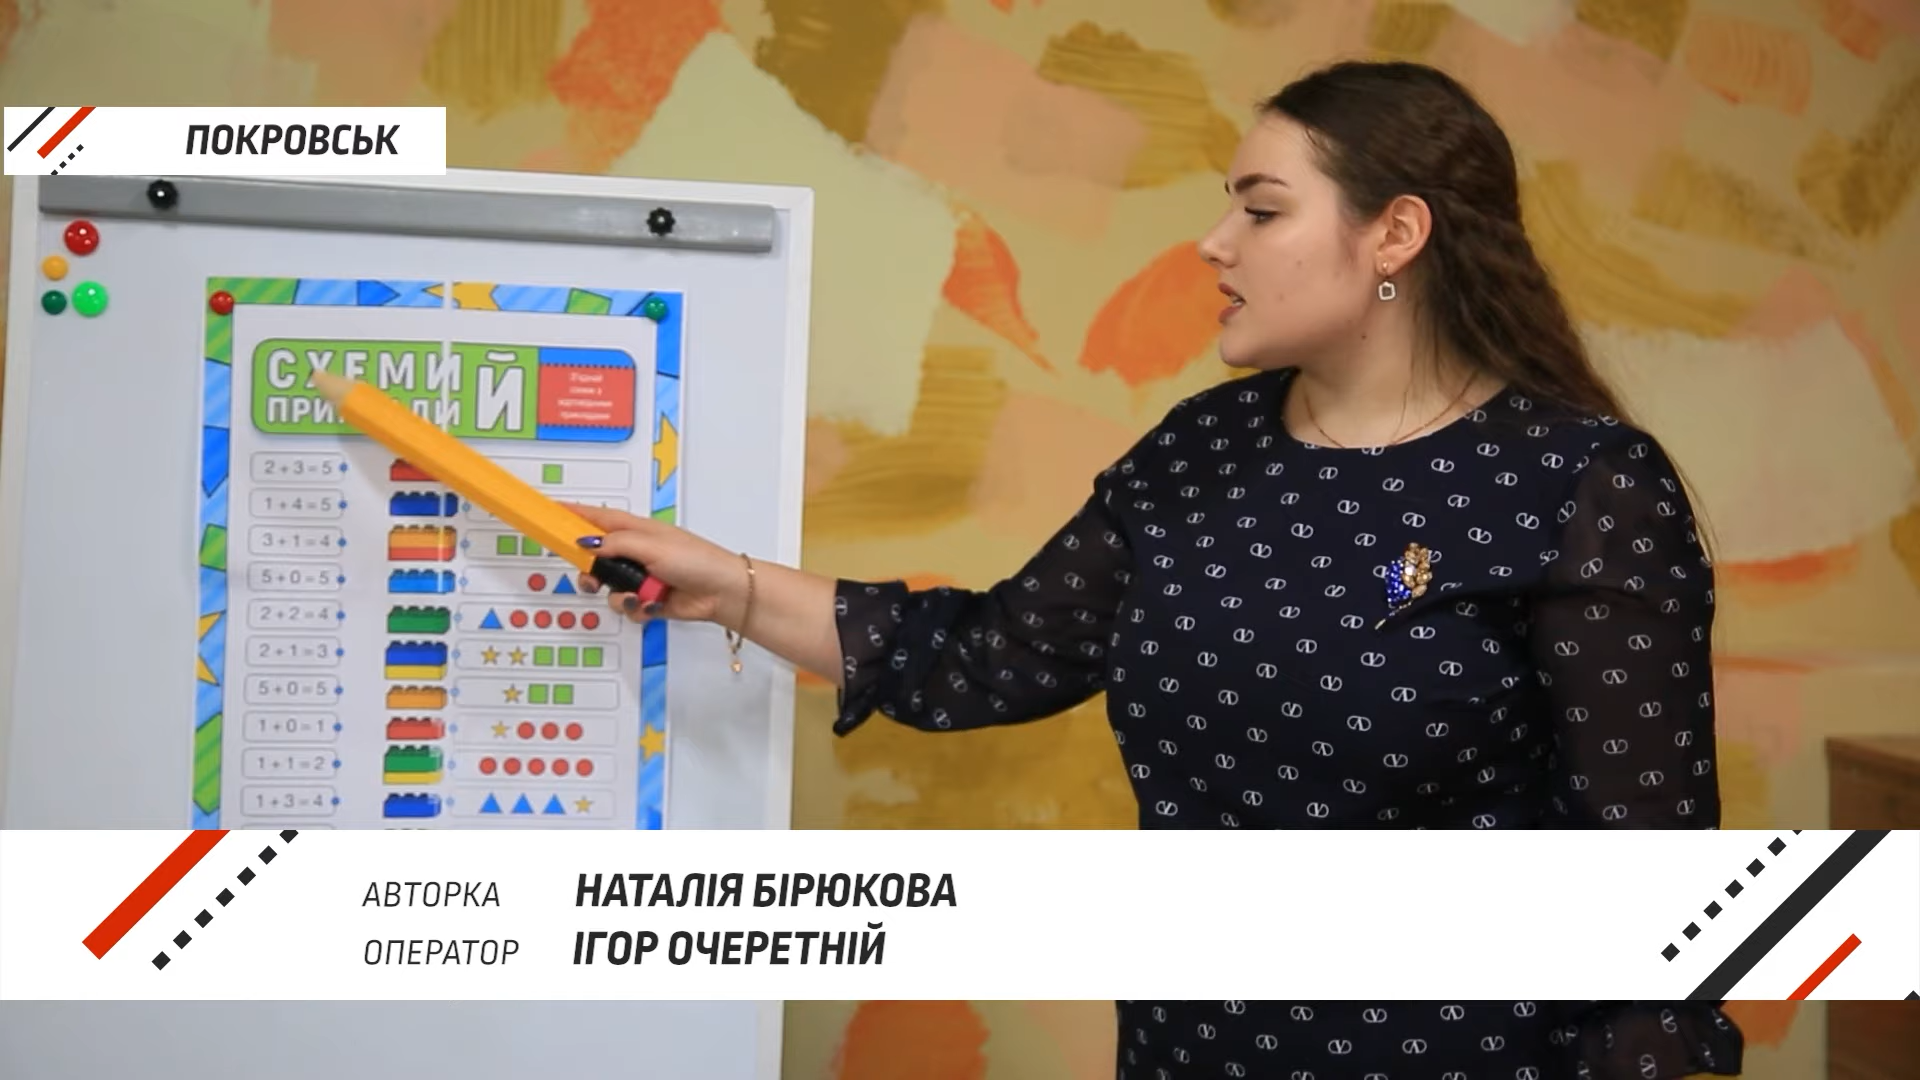 ПОКРОВСЬК
СХЕМИ
Й
2+3=5
1+4=5
3+1=4
5+0=5
2+2=4
2+1=3
5+0=5
1+0=1
1+1=2
1+3=4
АВТОРКА НАТАЛІЯ БІРЮКОВА
ОПЕРАТОР ІГОР ОЧЕРЕТНІЙ